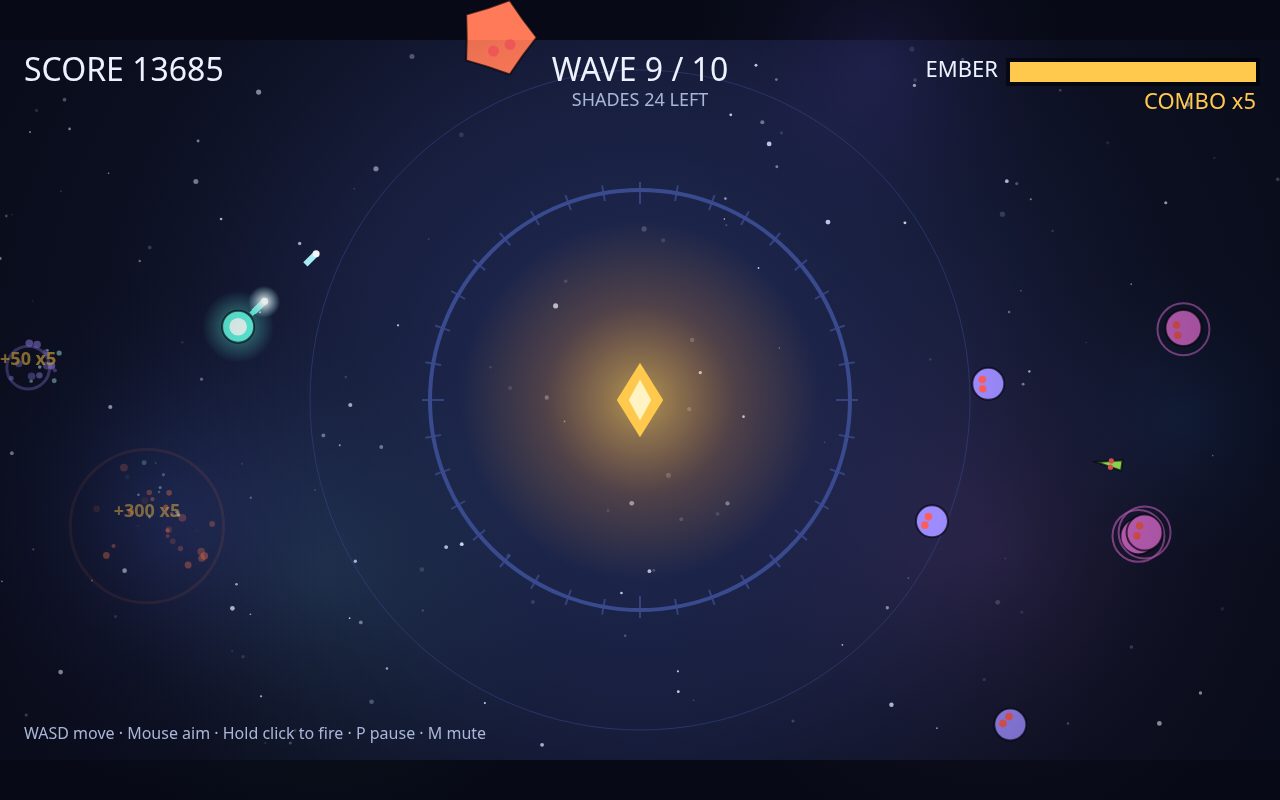 SCORE 13685
WAVE 9 / 10
SHADES 24 LEFT
EMBER
COMBO x5
+50 x5
+300 x5
WASD move · Mouse aim · Hold click to fire · P pause · M mute